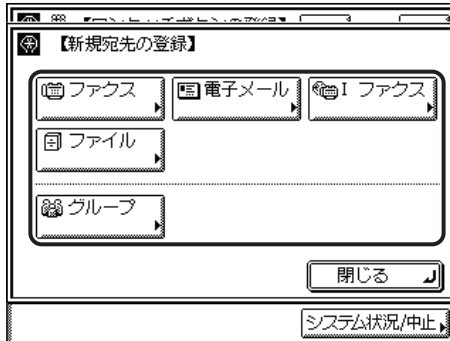 【新規宛先の登録】
ファクス 電子メール I ファクス
ファイル
グループ
閉じる
システム状況/中止